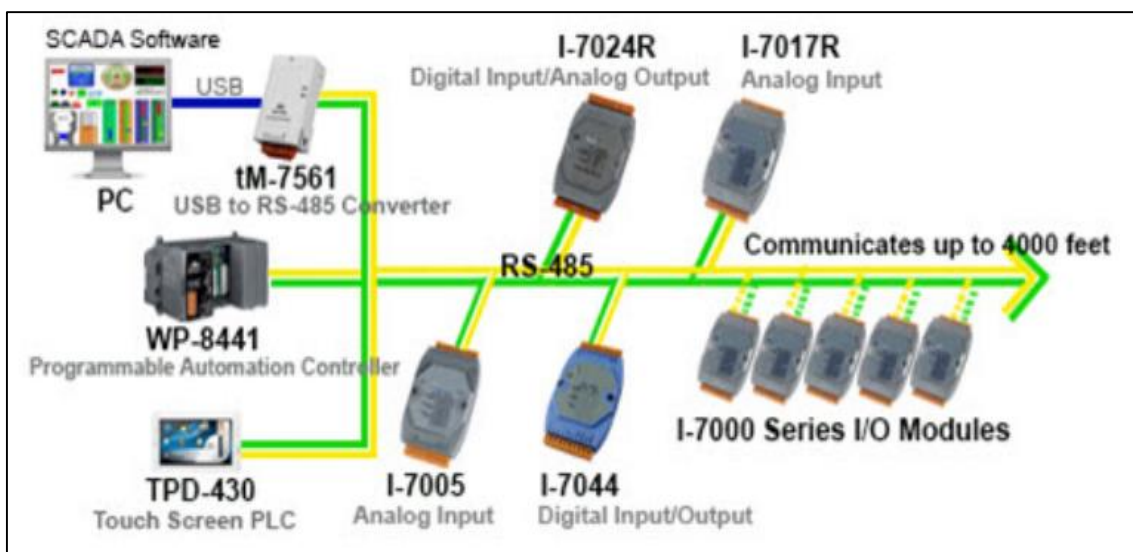 SCADA Software
USB
PC
tM-7561
USB to RS-485 Converter
I-7024R
Digital Input/Analog Output
I-7017R
Analog Input
RS-485
Communicates up to 4000 feet
WP-8441
Programmable Automation Controller
TPD-430
Touch Screen PLC
I-7005
Analog Input
I-7044
Digital Input/Output
I-7000 Series I/O Modules